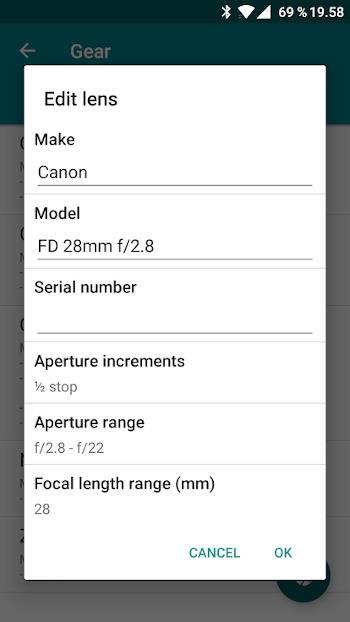 69 % 19.58
Gear
Edit lens
Make
Canon
Model
FD 28mm f/2.8
Serial number
Aperture increments
½ stop
Aperture range
f/2.8 - f/22
Focal length range (mm)
28
CANCEL OK